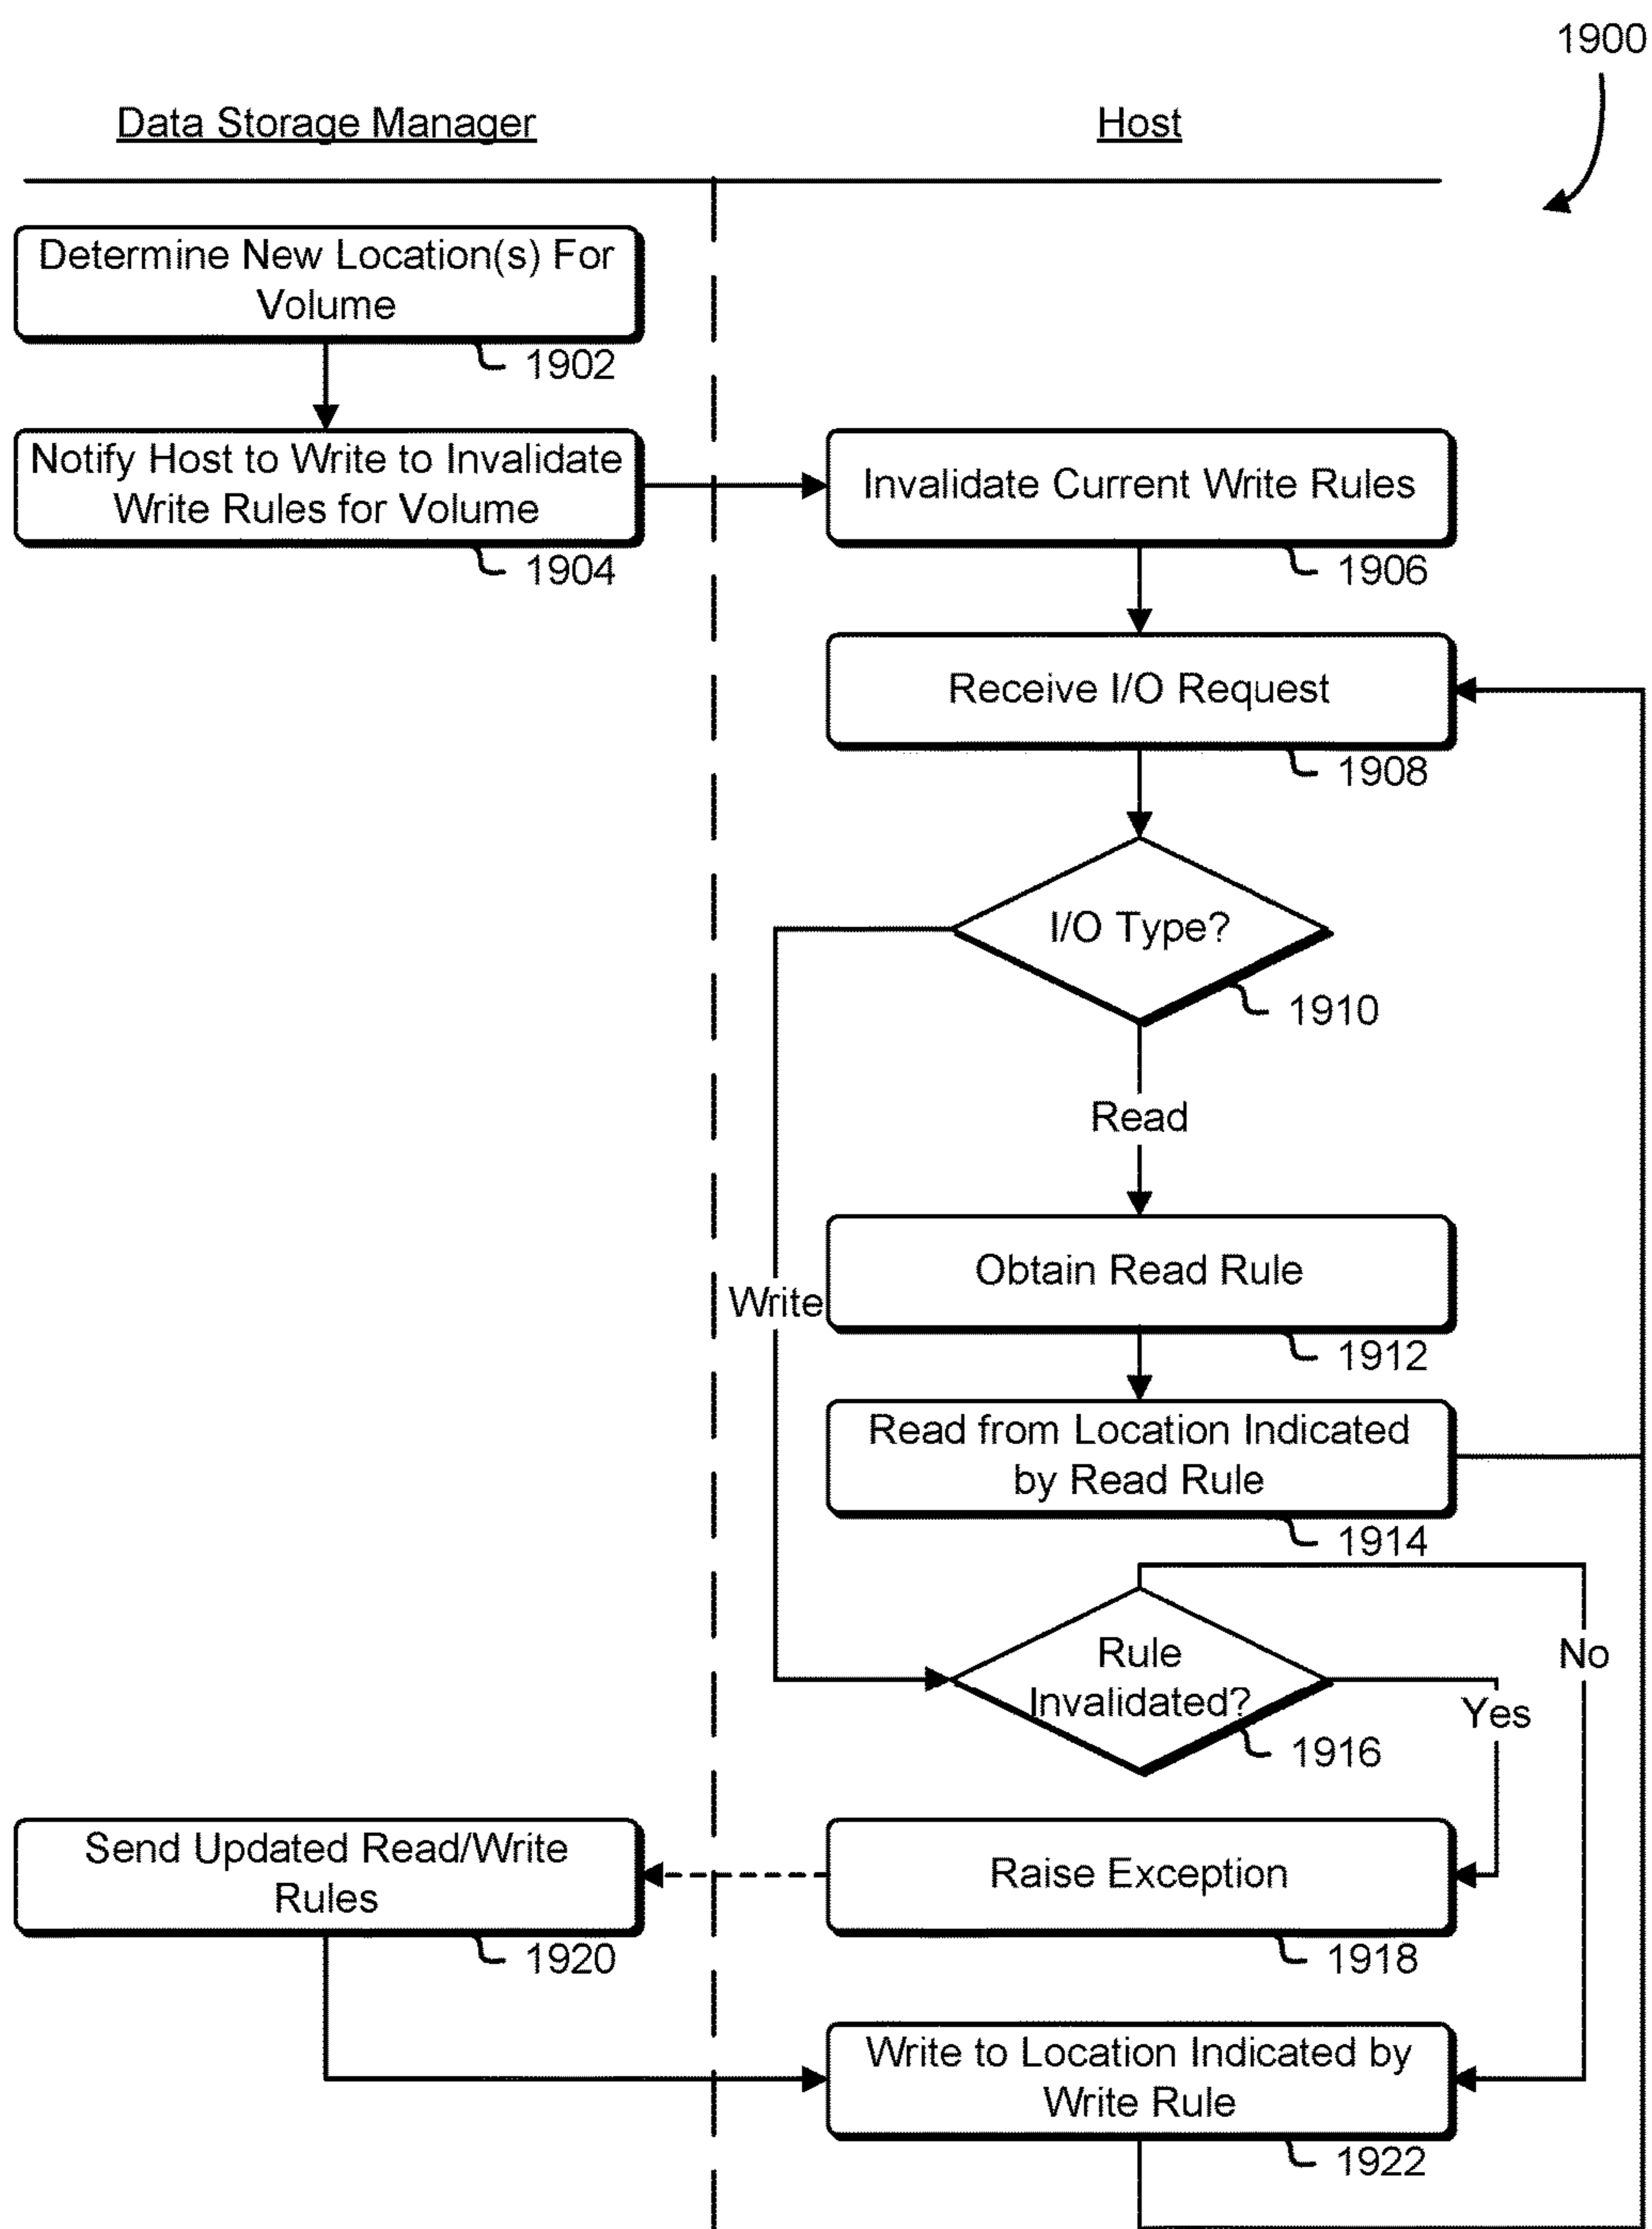 1900
Data Storage Manager
Host
Determine New Location(s) For
Volume
1902
Notify Host to Write to Invalidate
Write Rules for Volume
1904
Invalidate Current Write Rules
1906
Receive I/O Request
1908
I/O Type?
1910
Read
Write
Obtain Read Rule
1912
Read from Location Indicated
by Read Rule
1914
Rule
Invalidated?
1916
No
Yes
Send Updated Read/Write
Rules
1920
Raise Exception
1918
Write to Location Indicated by
Write Rule
1922